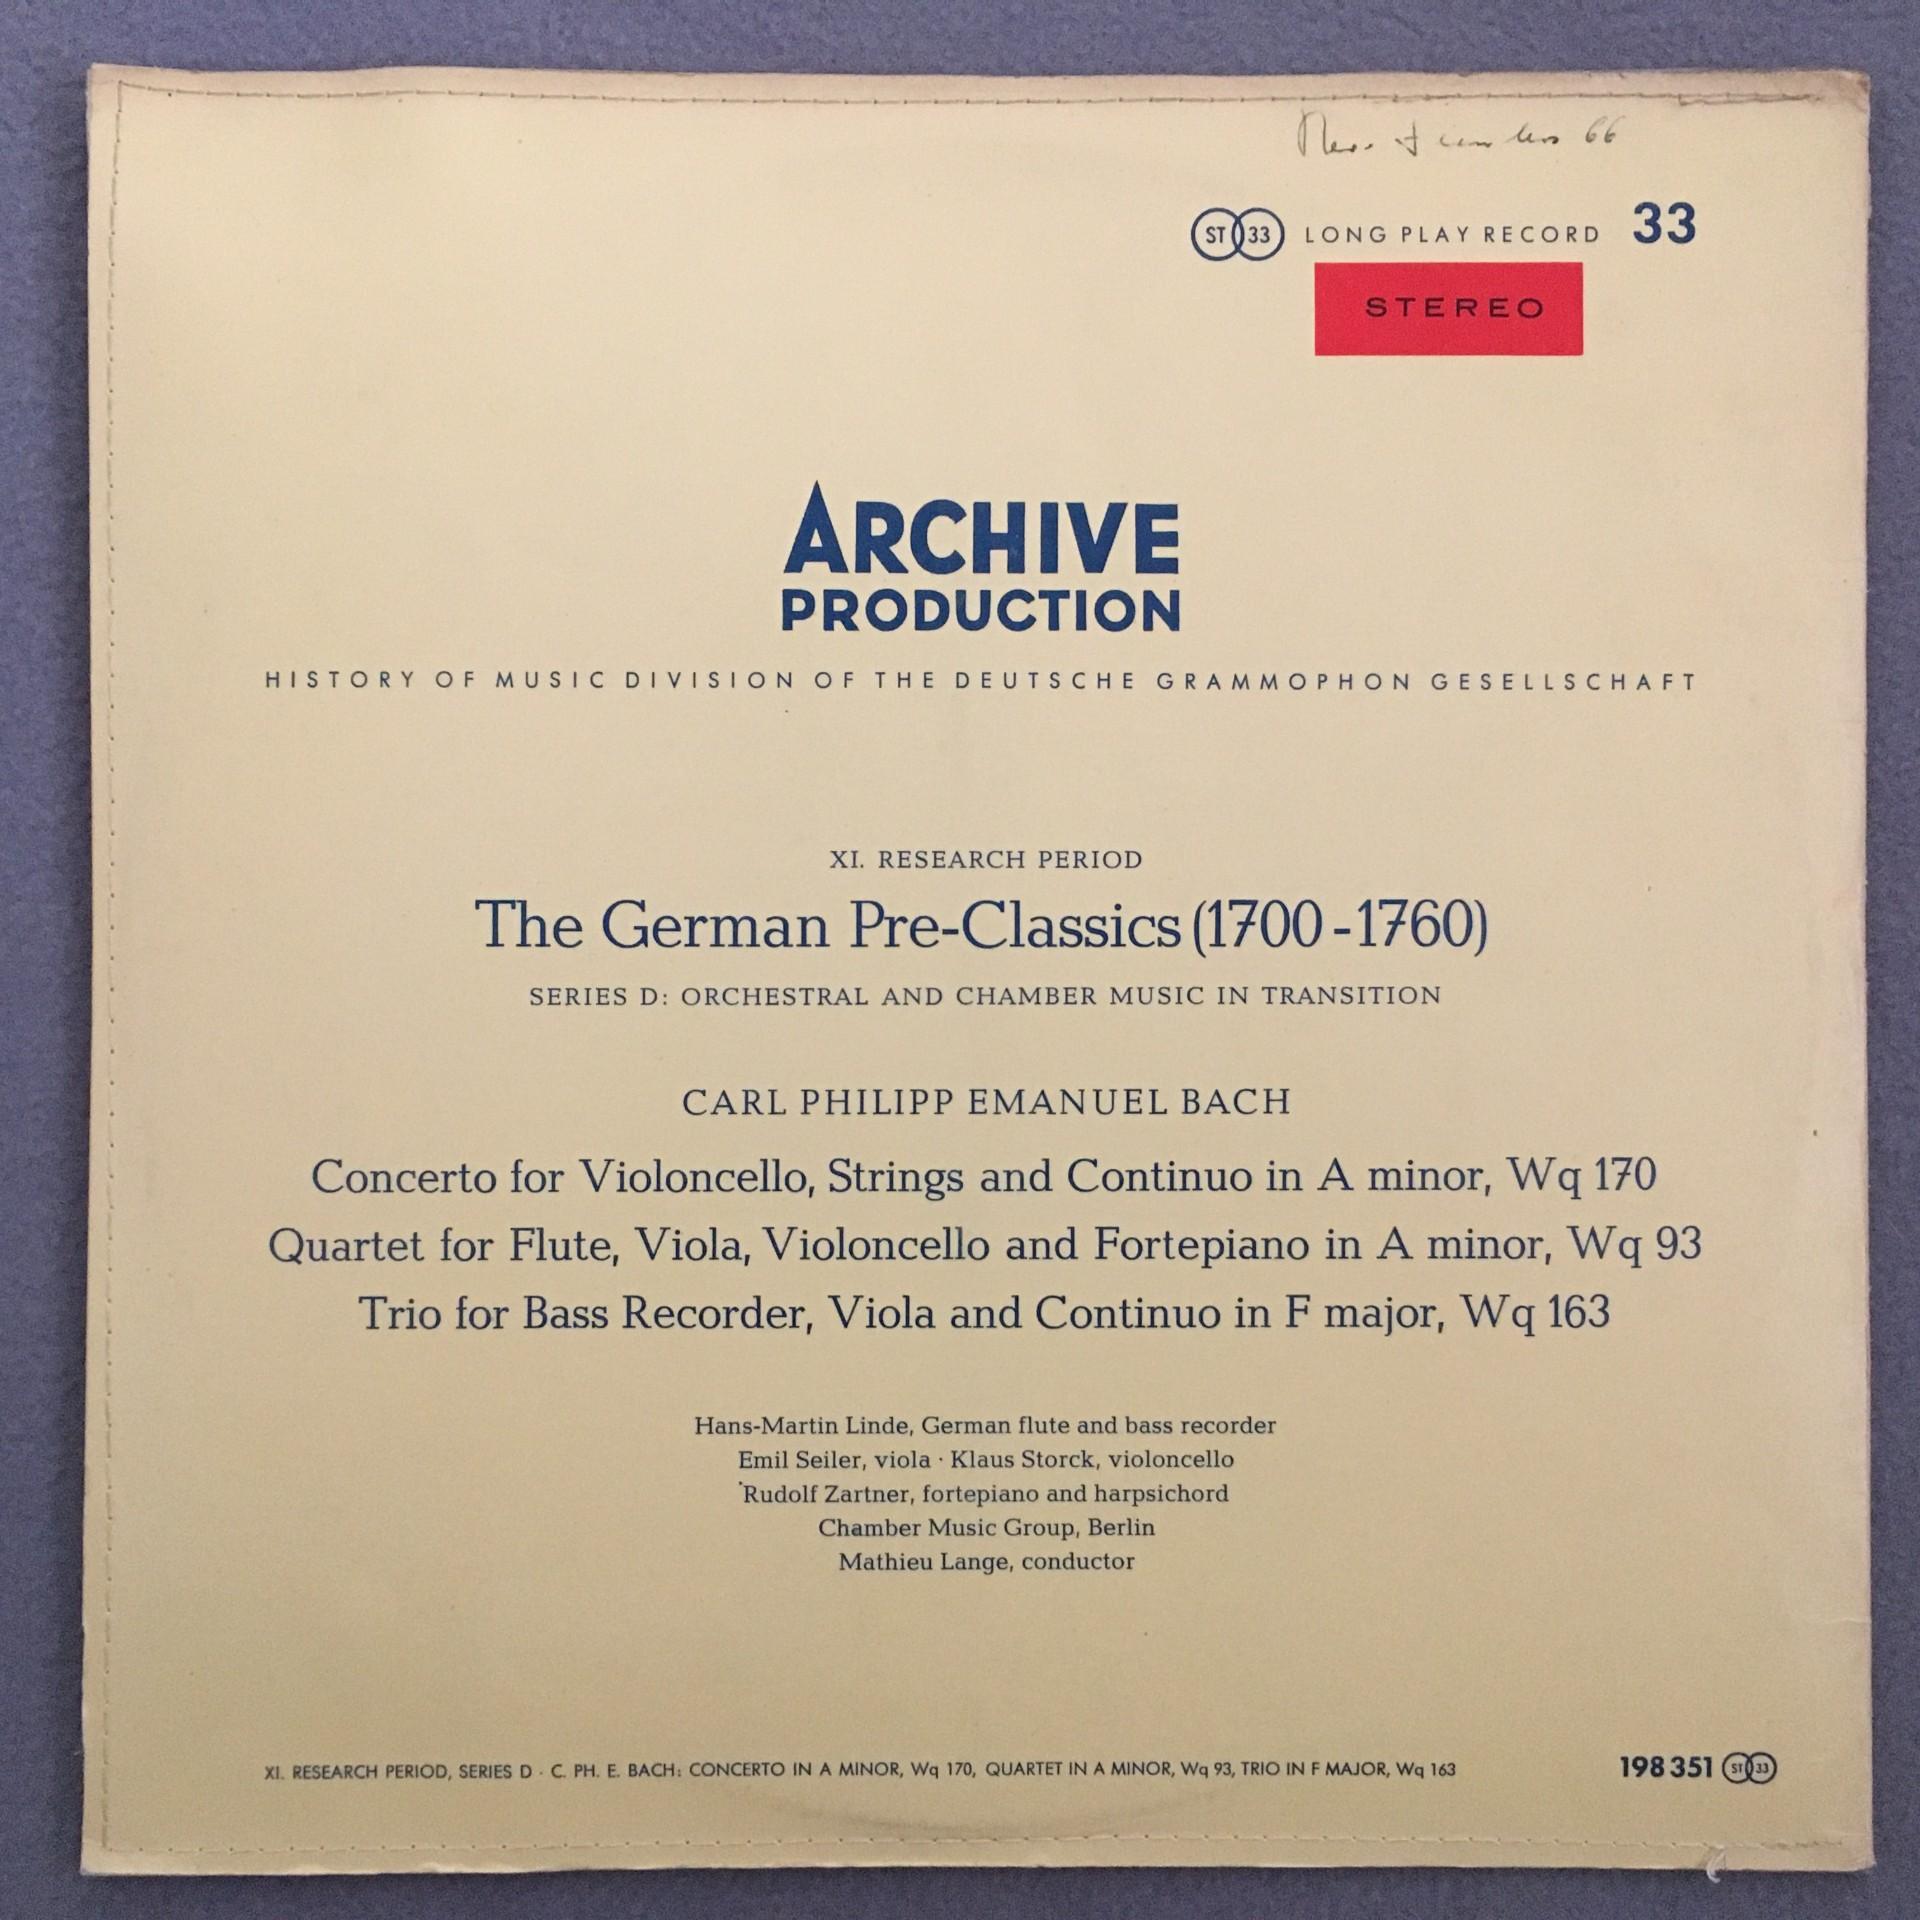 66
ST 33 LONG PLAY RECORD 33
STEREO
ARCHIVE
PRODUCTION
HISTORY OF MUSIC DIVISION OF THE DEUTSCHE GRAMMOPHON GESELLSCHAFT
XI. RESEARCH PERIOD
The German Pre-Classics (1700-1760)
SERIES D: ORCHESTRAL AND CHAMBER MUSIC IN TRANSITION
CARL PHILIPP EMANUEL BACH
Concerto for Violoncello, Strings and Continuo in A minor, Wq 170
Quartet for Flute, Viola, Violoncello and Fortepiano in A minor, Wq 93
Trio for Bass Recorder, Viola and Continuo in F major, Wq 163
Hans-Martin Linde, German flute and bass recorder
Emil Seiler, viola · Klaus Storck, violoncello
Rudolf Zartner, fortepiano and harpsichord
Chamber Music Group, Berlin
Mathieu Lange, conductor
XI. RESEARCH PERIOD, SERIES D · C. PH. E. BACH: CONCERTO IN A MINOR, Wq 170, QUARTET IN A MINOR, Wq 93, TRIO IN F MAJOR, Wq 163
198 351 ST 33